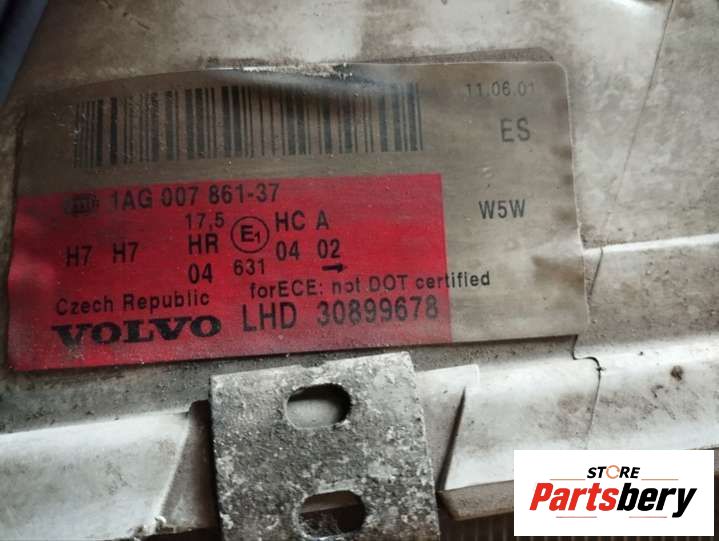 11.06.01
ES
1AG 007 861-37
W5W
17,5 HC A
H7 H7 HR E1 04 02
04 631
Czech Republic forECE; not DOT certified
VOLVO LHD 30899678
STORE
Partsbery